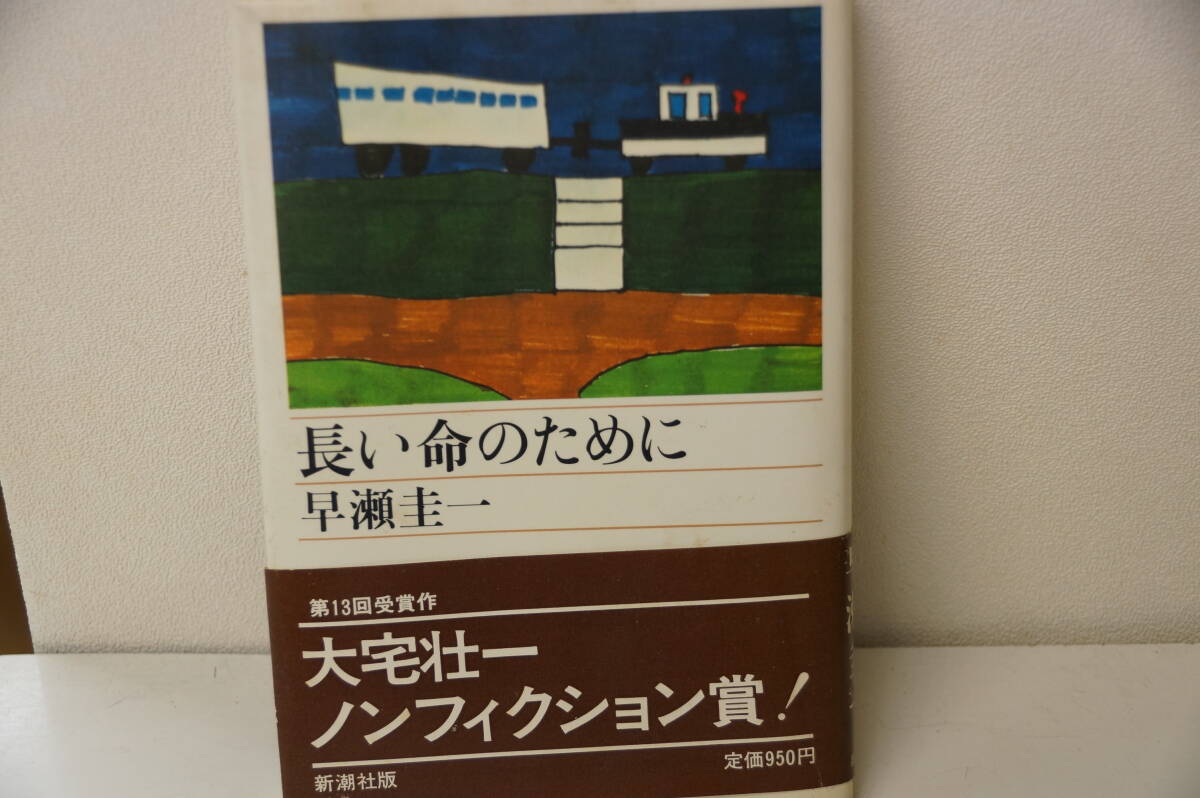 長い命のために
早瀬圭一
第13回受賞作
大宅壮一
ノンフィクション賞!
新潮社版
定価950円